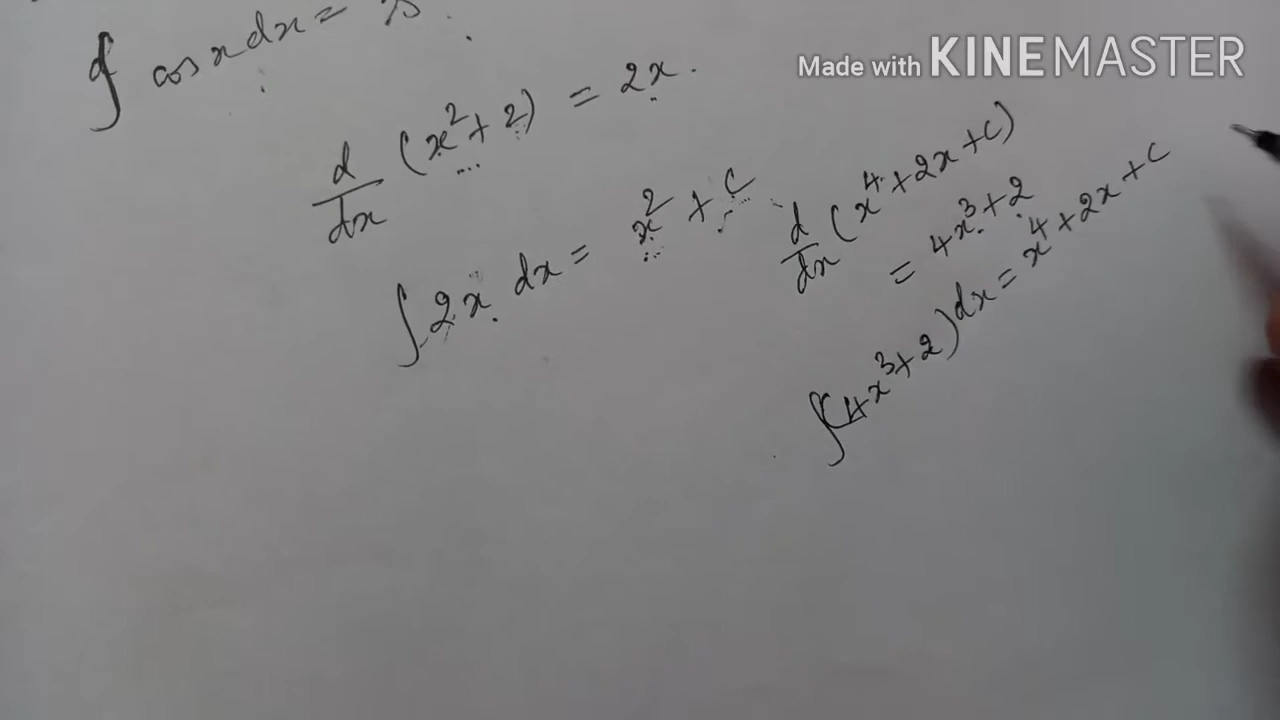 ∫ cos x dx =
Made with KINEMASTER
d/dx (x² + 2) = 2x.
∫ 2x dx = x² + c
d/dx (x⁴ + 2x + c)
= 4x³ + 2
∫(4x³ + 2)dx = x⁴ + 2x + c